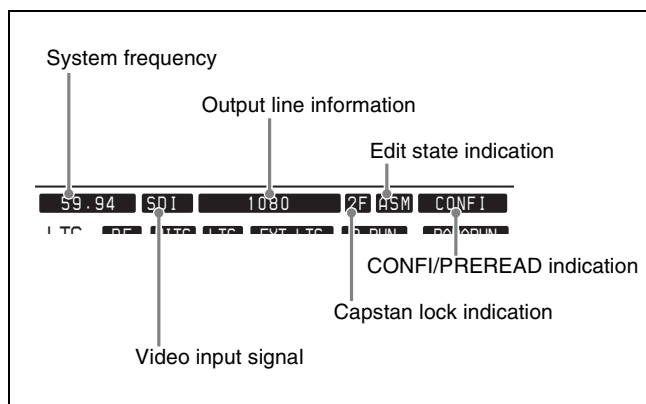 System frequency
Output line information
Edit state indication
59.94 SDI 1080 2F ASM CONFI
CONFI/PREREAD indication
Capstan lock indication
Video input signal